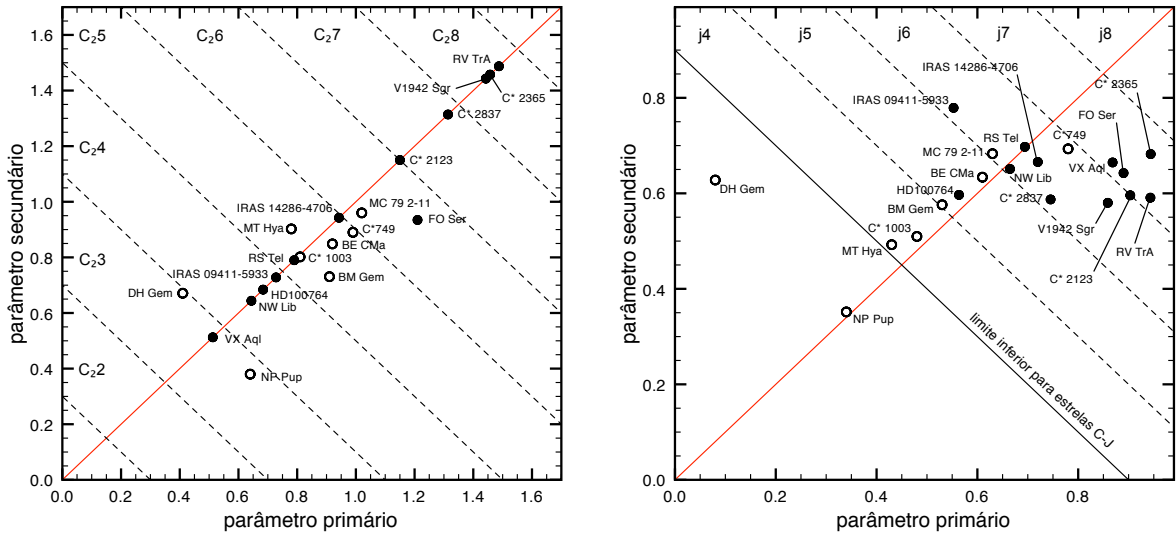 C₂5
C₂6
C₂7
C₂8
RV TrA
V1942 Sgr
C* 2365
C* 2837
C₂4
C* 2123
IRAS 14286-4706
MC 79 2-11
FO Ser
MT Hya
C*749
BE CMa
C₂3
RS Tel
C* 1003
IRAS 09411-5933
BM Gem
DH Gem
HD100764
NW Lib
VX Aql
C₂2
NP Pup
0.0
0.2
0.4
0.6
0.8
1.0
1.2
1.4
1.6
0.0
0.2
0.4
0.6
0.8
1.0
1.2
1.4
1.6
parâmetro primário
parâmetro secundário
j4
j5
j6
j7
j8
IRAS 14286-4706
C* 2365
IRAS 09411-5933
FO Ser
RS Tel
C*749
MC 79 2-11
VX Aql
BE CMa
NW Lib
DH Gem
HD100764
C* 2837
BM Gem
V1942 Sgr
C* 1003
RV TrA
MT Hya
C* 2123
NP Pup
limite inferior para estrelas C-J
0.0
0.2
0.4
0.6
0.8
0.0
0.2
0.4
0.6
0.8
parâmetro primário
parâmetro secundário